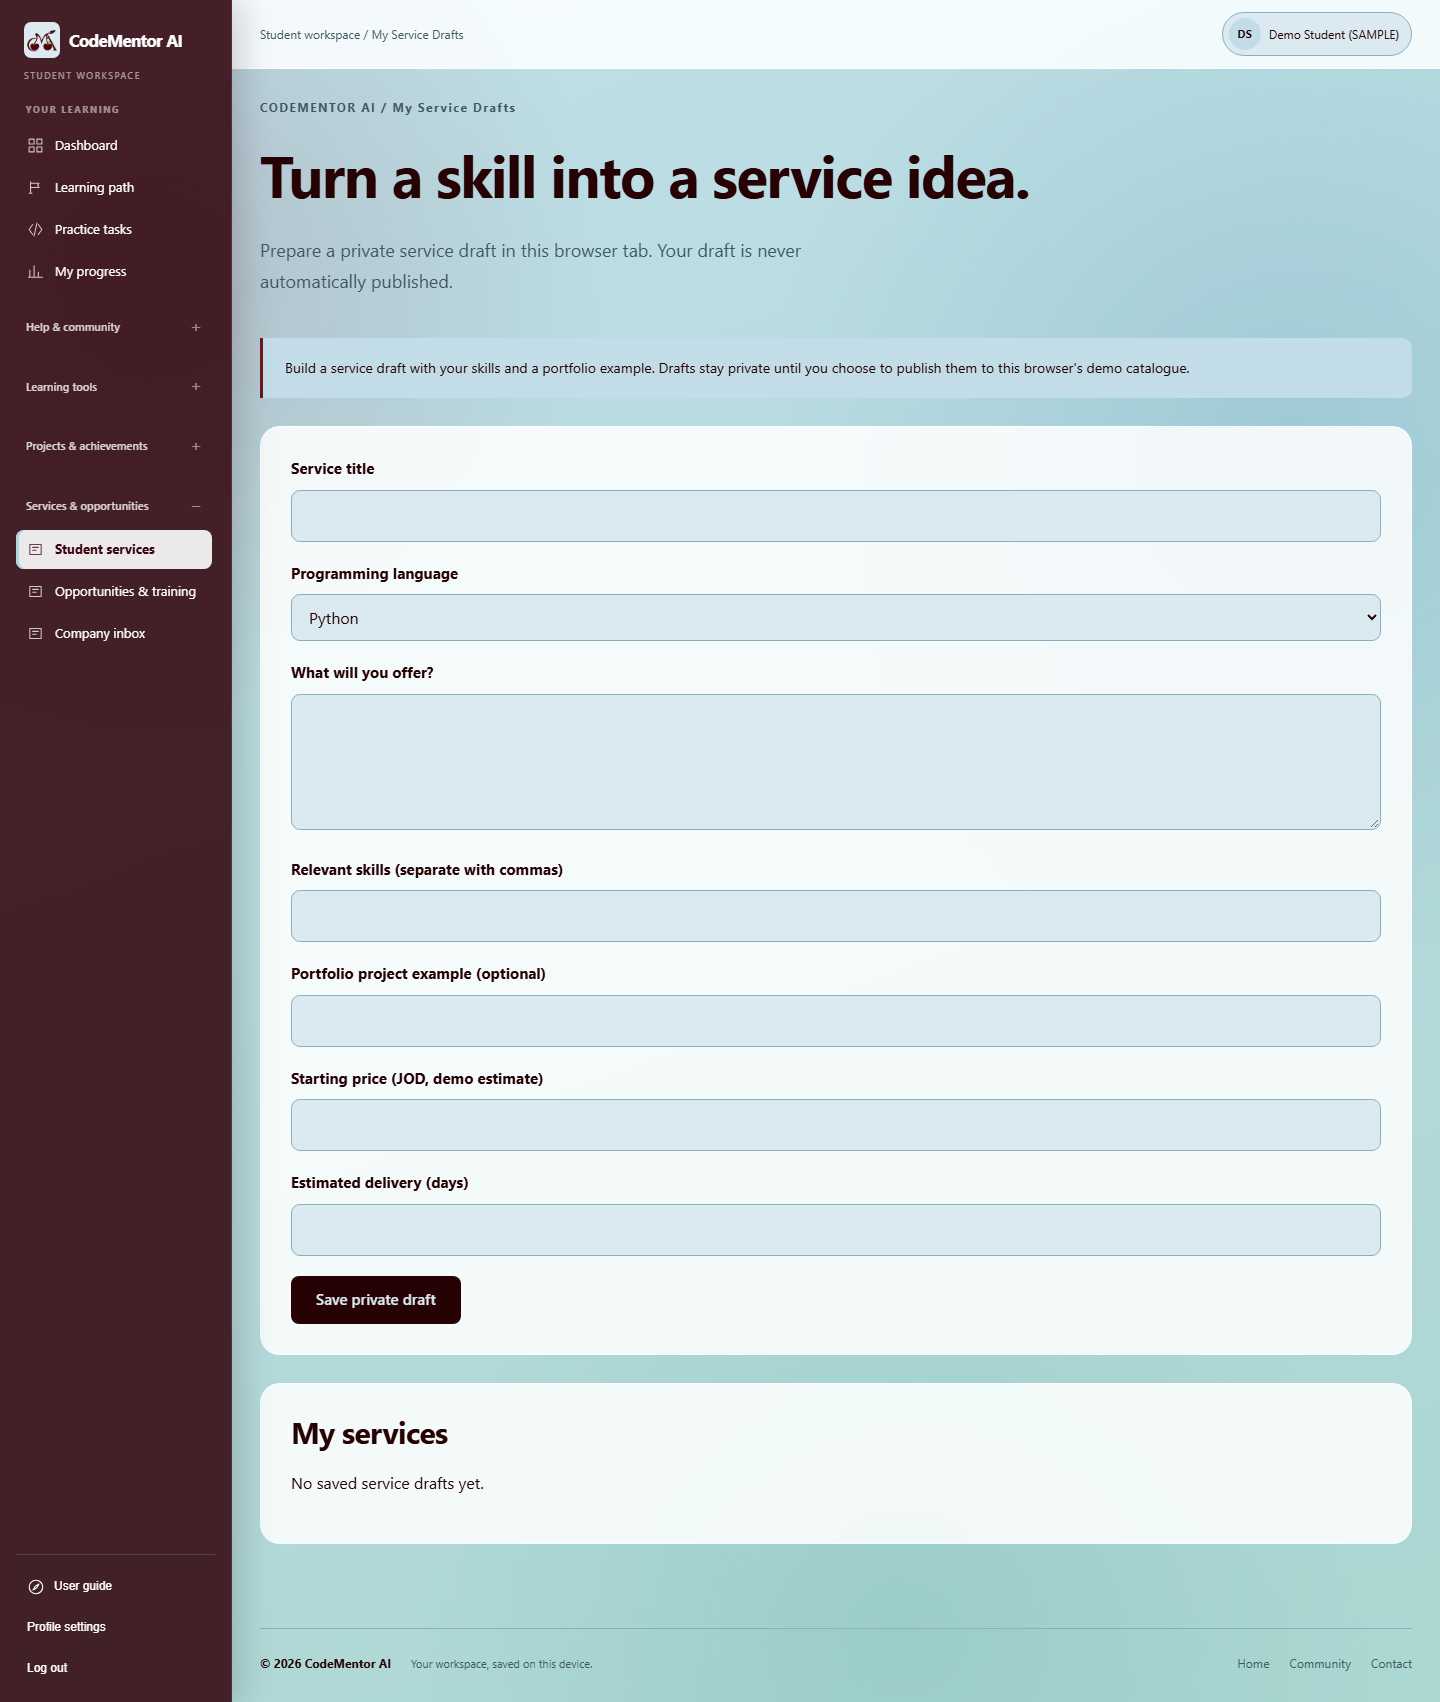 CodeMentor AI
STUDENT WORKSPACE
YOUR LEARNING
Dashboard
Learning path
Practice tasks
My progress
Help & community +
Learning tools +
Projects & achievements +
Services & opportunities –
Student services
Opportunities & training
Company inbox
User guide
Profile settings
Log out
Student workspace / My Service Drafts
DS Demo Student (SAMPLE)
CODEMENTOR AI / My Service Drafts
Turn a skill into a service idea.
Prepare a private service draft in this browser tab. Your draft is never
automatically published.
Build a service draft with your skills and a portfolio example. Drafts stay private until you choose to publish them to this browser's demo catalogue.
Service title
Programming language
Python
What will you offer?
Relevant skills (separate with commas)
Portfolio project example (optional)
Starting price (JOD, demo estimate)
Estimated delivery (days)
Save private draft
My services
No saved service drafts yet.
© 2026 CodeMentor AI Your workspace, saved on this device. Home Community Contact